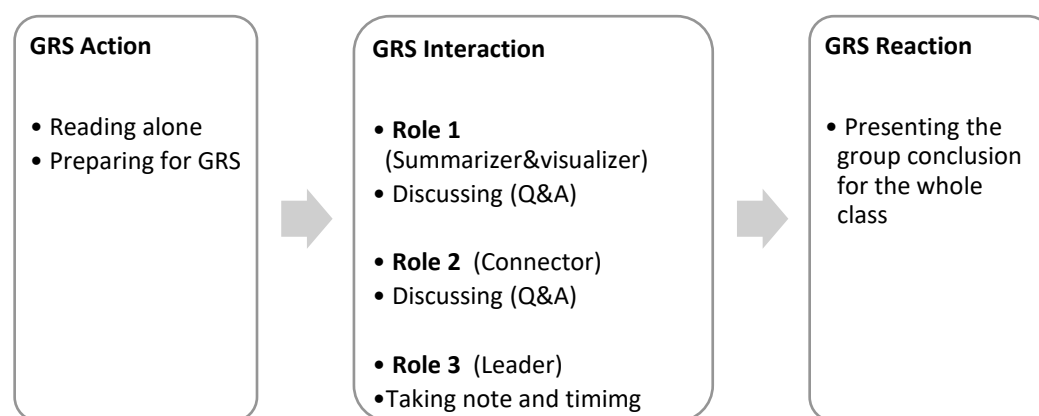 GRS Action
• Reading alone
• Preparing for GRS
GRS Interaction
• Role 1
(Summarizer&visualizer)
• Discussing (Q&A)
• Role 2 (Connector)
• Discussing (Q&A)
• Role 3 (Leader)
•Taking note and timimg
GRS Reaction
• Presenting the
group conclusion
for the whole
class